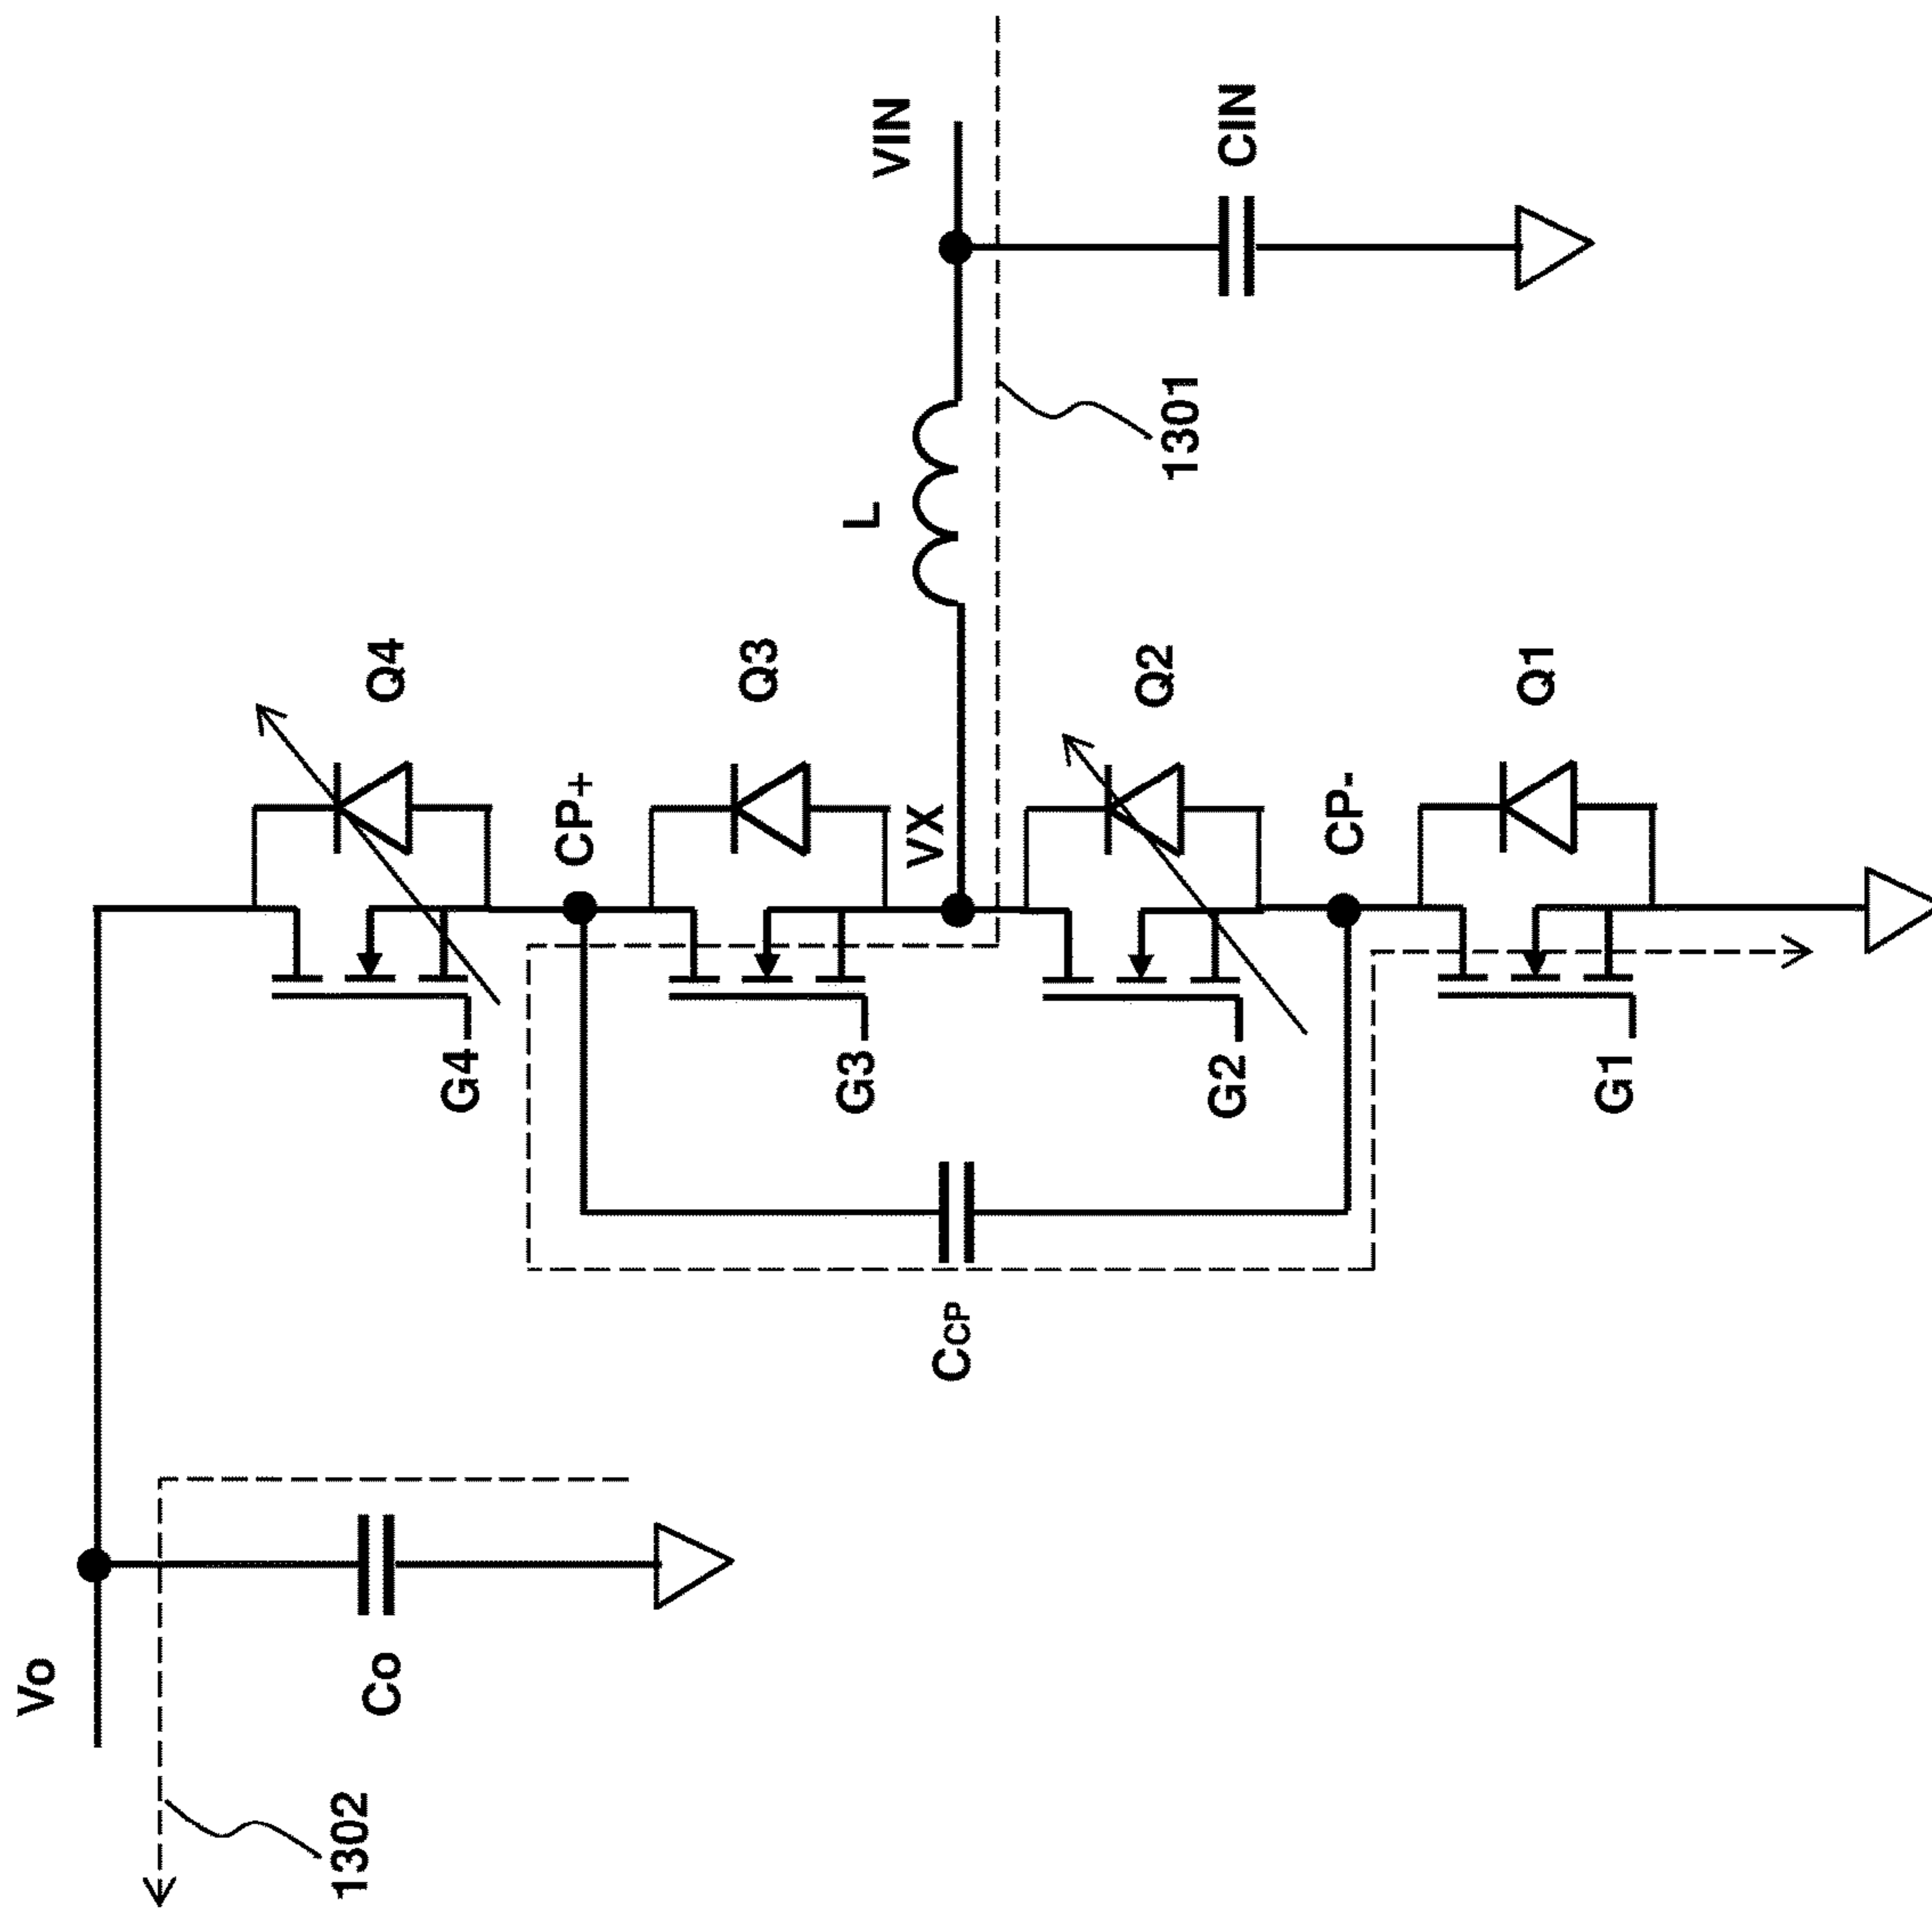 Vo
1302
Co
CCP
G4
G3
G2
G1
Q4
CP+
Q3
VX
Q2
CP-
Q1
L
1301
VIN
CIN